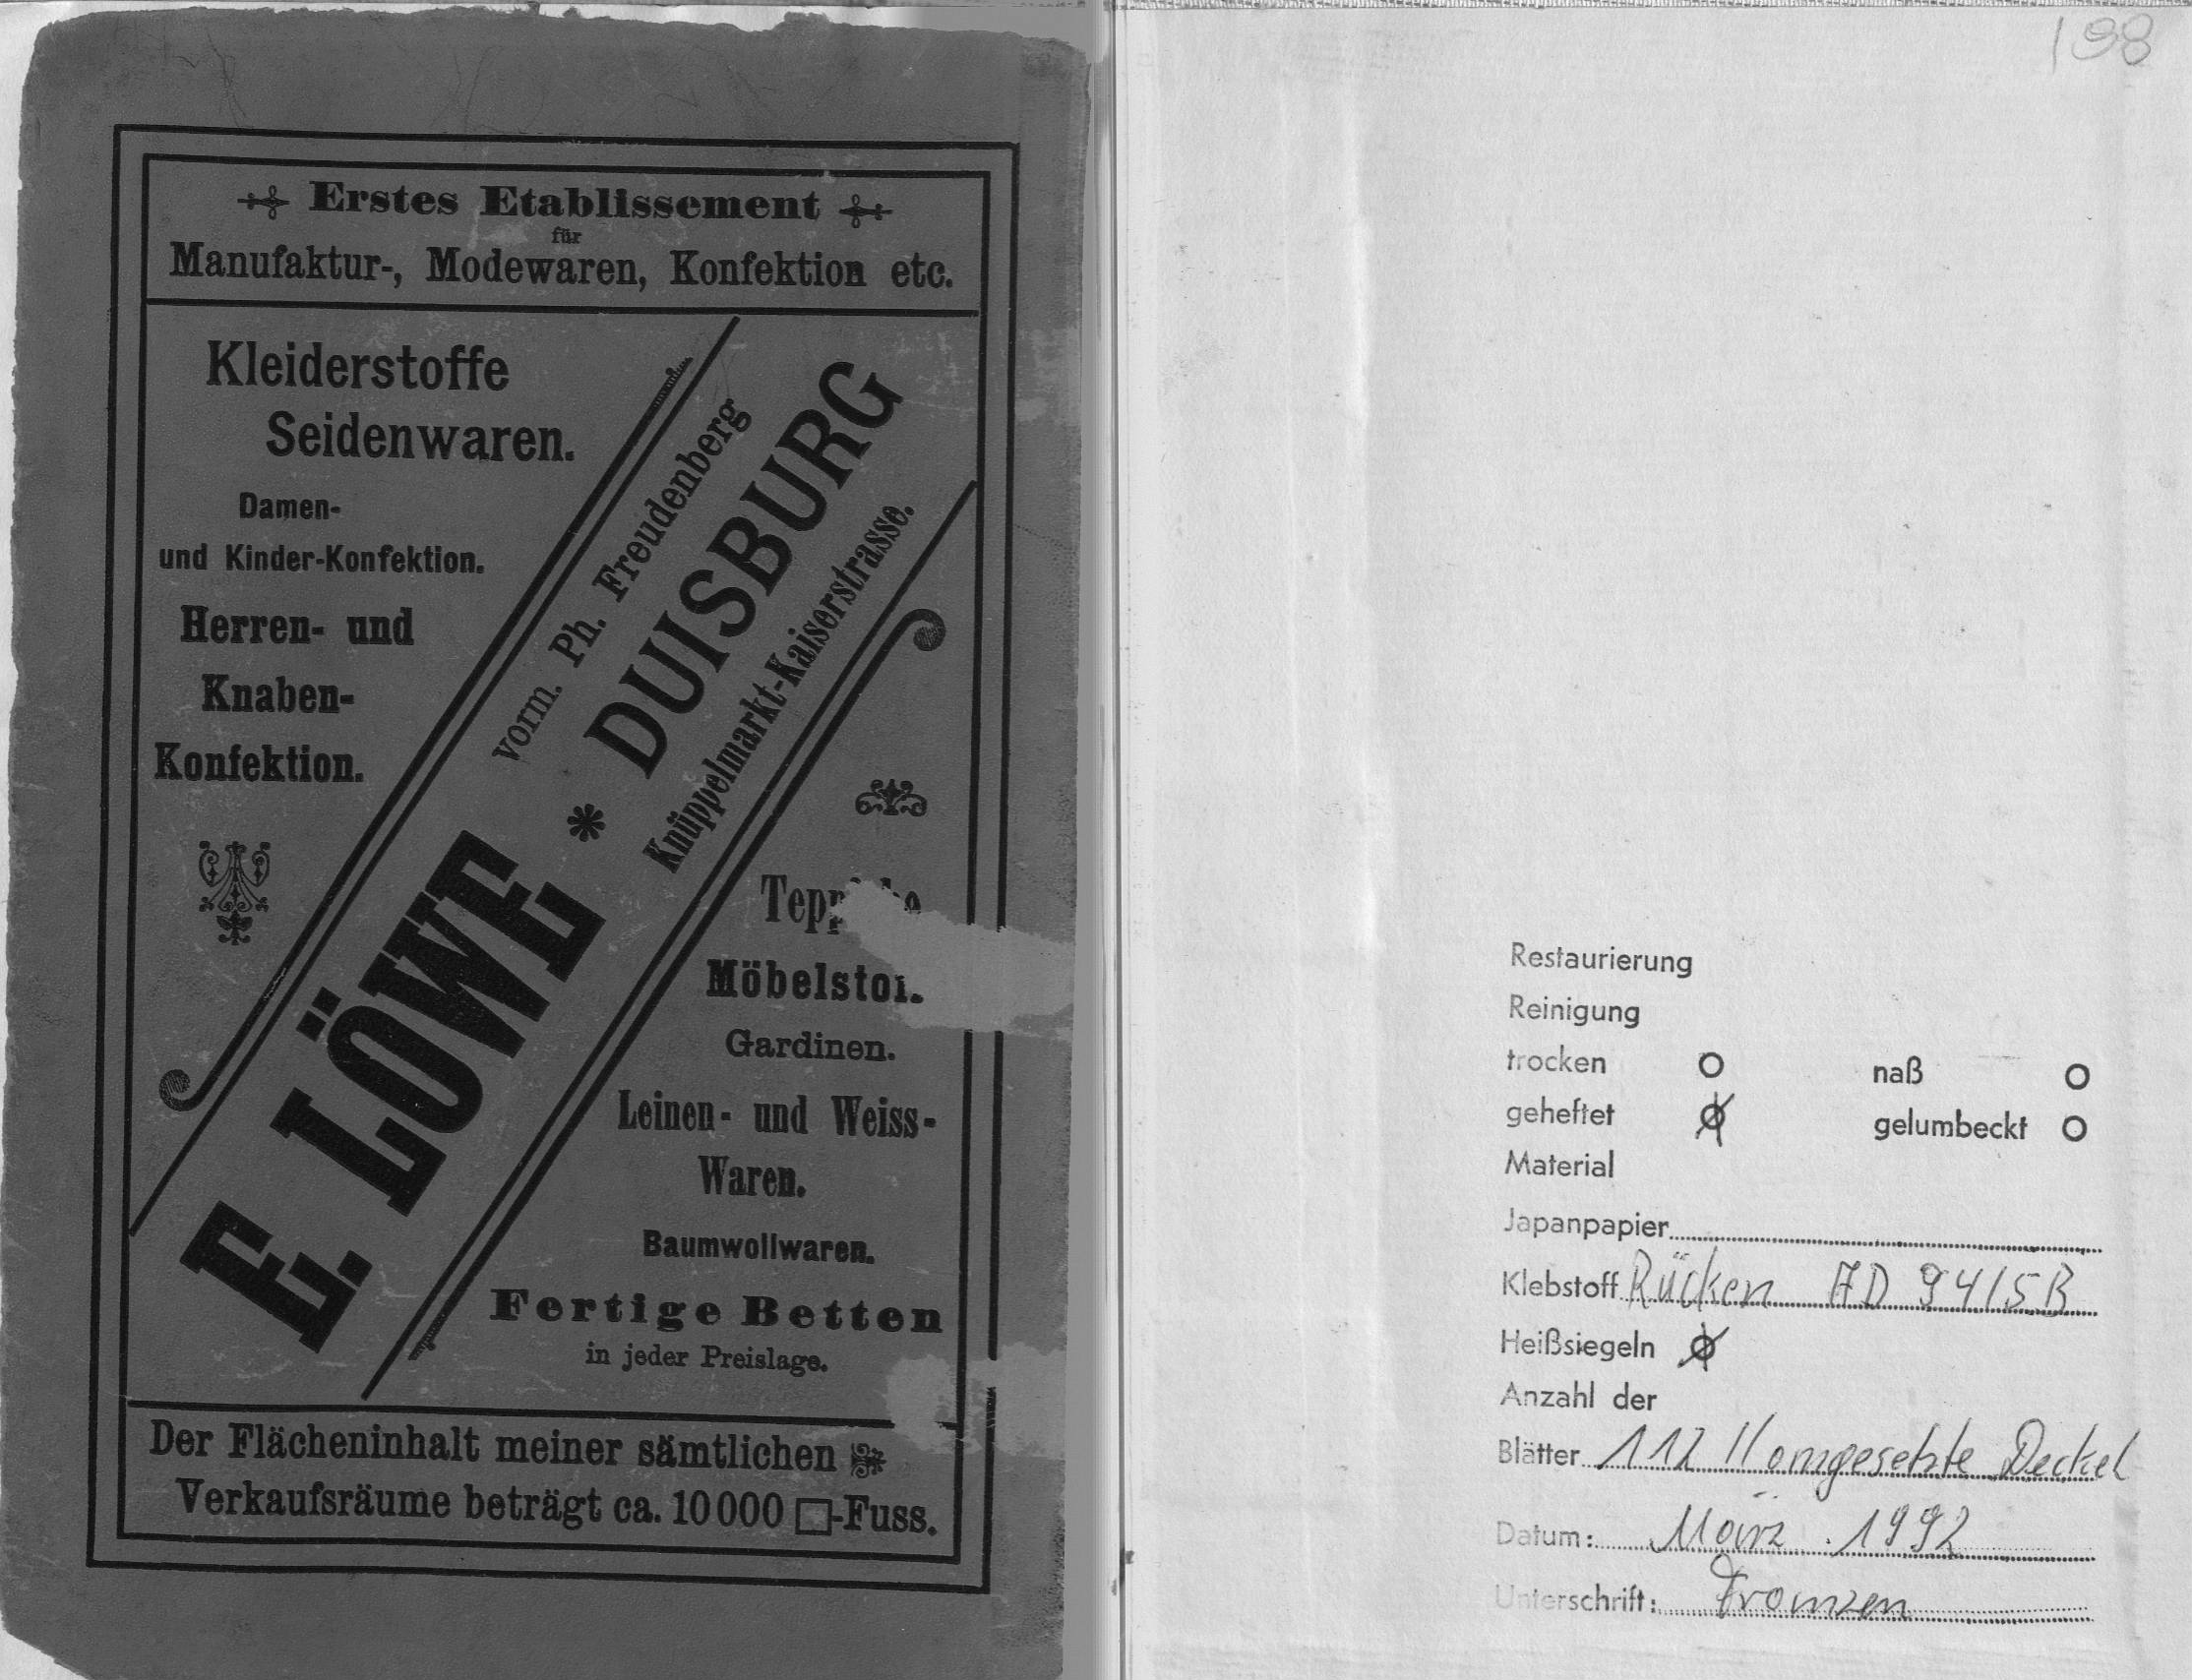 Erstes Etablissement
für
Manufaktur-, Modewaren, Konfektion etc.
Kleiderstoffe
Seidenwaren.
Damen-
und Kinder-Konfektion.
Herren- und
Knaben-
Konfektion.
vorm. Ph. Freudenberg
E. LÖWE * DUISBURG
Knüppelmarkt-Kaiserstrasse.
Gardinen.
Leinen- und Weiss-
Waren.
Baumwollwaren.
Fertige Betten
in jeder Preislage.
Der Flächeninhalt meiner sämtlichen
Verkaufsräume beträgt ca. 10000 □-Fuss.
198
Restaurierung
Reinigung
trocken O naß O
geheftet O gelumbeckt O
Material
Japanpapier
Klebstoff Rücken AD 94/5B
Heißsiegeln O
Anzahl der
Blätter 112 // Deckel
Datum: März 1992
Unterschrift: